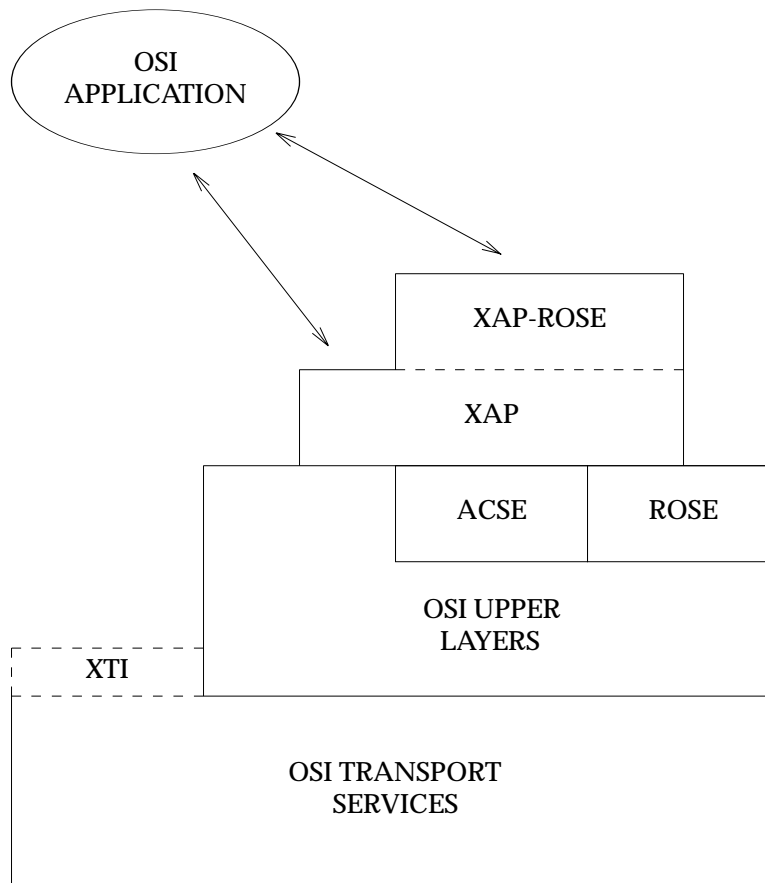 OSI
APPLICATION
XAP-ROSE
XAP
ACSE
ROSE
OSI UPPER
LAYERS
XTI
OSI TRANSPORT
SERVICES